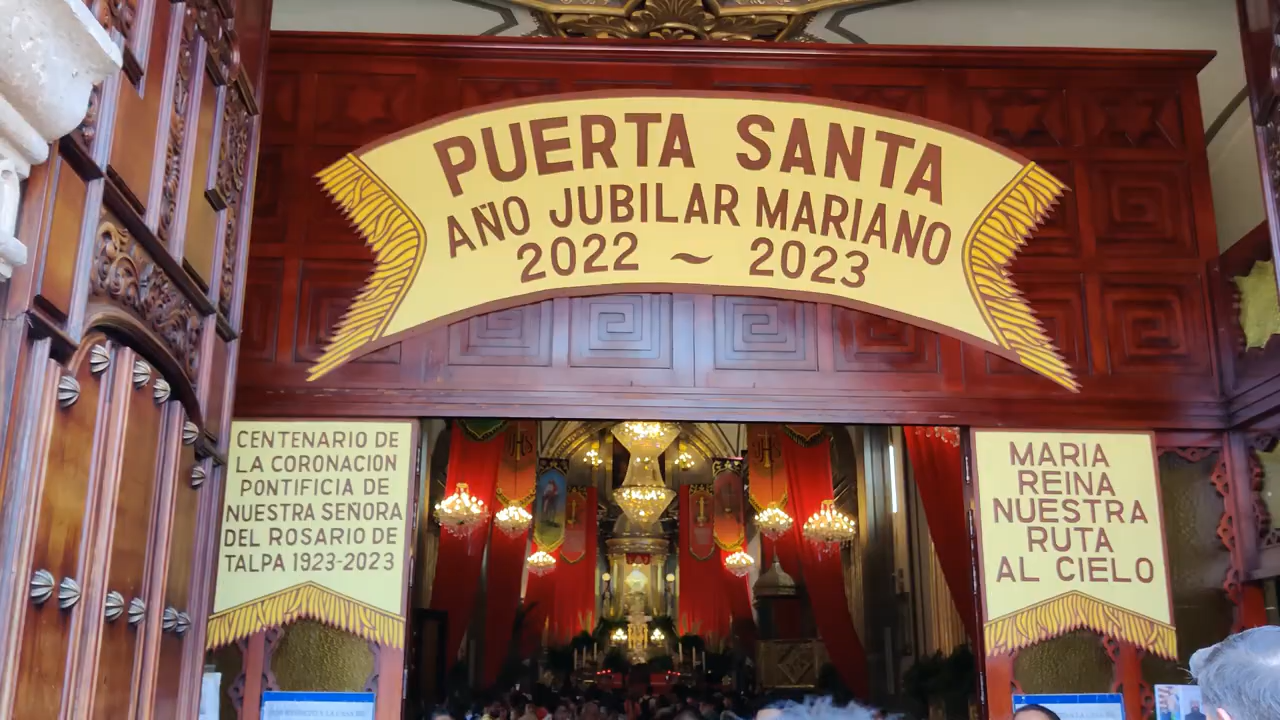 PUERTA SANTA
AÑO JUBILAR MARIANO
2022 ~ 2023
CENTENARIO DE
LA CORONACION
PONTIFICIA DE
NUESTRA SEÑORA
DEL ROSARIO DE
TALPA 1923-2023
MARIA
REINA
NUESTRA
RUTA
AL CIELO
JHS